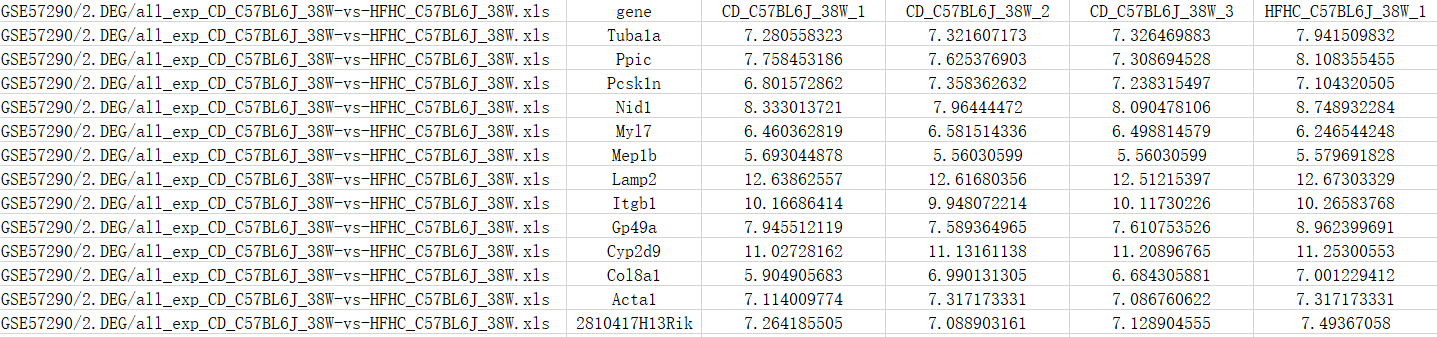 GSE57290/2.DEG/all_exp_CD_C57BL6J_38W-vs-HFHC_C57BL6J_38W.xls gene CD_C57BL6J_38W_1 CD_C57BL6J_38W_2 CD_C57BL6J_38W_3 HFHC_C57BL6J_38W_1
GSE57290/2.DEG/all_exp_CD_C57BL6J_38W-vs-HFHC_C57BL6J_38W.xls Tuba1a 7.280558323 7.321607173 7.326469883 7.941509832
GSE57290/2.DEG/all_exp_CD_C57BL6J_38W-vs-HFHC_C57BL6J_38W.xls Ppic 7.758453186 7.625376903 7.308694528 8.108355455
GSE57290/2.DEG/all_exp_CD_C57BL6J_38W-vs-HFHC_C57BL6J_38W.xls Pcsk1n 6.801572862 7.358362632 7.238315497 7.104320505
GSE57290/2.DEG/all_exp_CD_C57BL6J_38W-vs-HFHC_C57BL6J_38W.xls Nid1 8.333013721 7.96444472 8.090478106 8.748932284
GSE57290/2.DEG/all_exp_CD_C57BL6J_38W-vs-HFHC_C57BL6J_38W.xls Myl7 6.460362819 6.581514336 6.498814579 6.246544248
GSE57290/2.DEG/all_exp_CD_C57BL6J_38W-vs-HFHC_C57BL6J_38W.xls Mep1b 5.693044878 5.56030599 5.56030599 5.579691828
GSE57290/2.DEG/all_exp_CD_C57BL6J_38W-vs-HFHC_C57BL6J_38W.xls Lamp2 12.63862557 12.61680356 12.51215397 12.67303329
GSE57290/2.DEG/all_exp_CD_C57BL6J_38W-vs-HFHC_C57BL6J_38W.xls Itgb1 10.16686414 9.948072214 10.11730226 10.26583768
GSE57290/2.DEG/all_exp_CD_C57BL6J_38W-vs-HFHC_C57BL6J_38W.xls Gp49a 7.945512119 7.589364965 7.610753526 8.962399691
GSE57290/2.DEG/all_exp_CD_C57BL6J_38W-vs-HFHC_C57BL6J_38W.xls Cyp2d9 11.02728162 11.13161138 11.20896765 11.25300553
GSE57290/2.DEG/all_exp_CD_C57BL6J_38W-vs-HFHC_C57BL6J_38W.xls Col8a1 5.904905683 6.990131305 6.684305881 7.001229412
GSE57290/2.DEG/all_exp_CD_C57BL6J_38W-vs-HFHC_C57BL6J_38W.xls Acta1 7.114009774 7.317173331 7.086760622 7.317173331
GSE57290/2.DEG/all_exp_CD_C57BL6J_38W-vs-HFHC_C57BL6J_38W.xls 2810417H13Rik 7.264185505 7.088903161 7.128904555 7.49367058